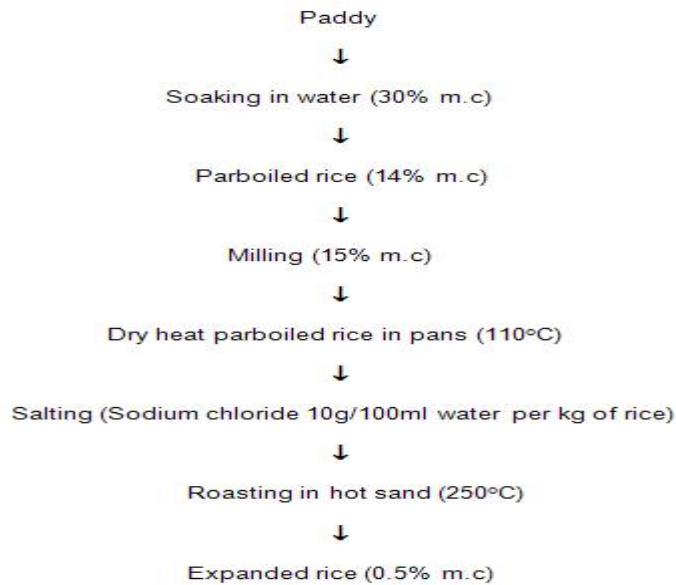 Paddy
↓
Soaking in water (30% m.c)
↓
Parboiled rice (14% m.c)
↓
Milling (15% m.c)
↓
Dry heat parboiled rice in pans (110°C)
↓
Salting (Sodium chloride 10g/100ml water per kg of rice)
↓
Roasting in hot sand (250°C)
↓
Expanded rice (0.5% m.c)